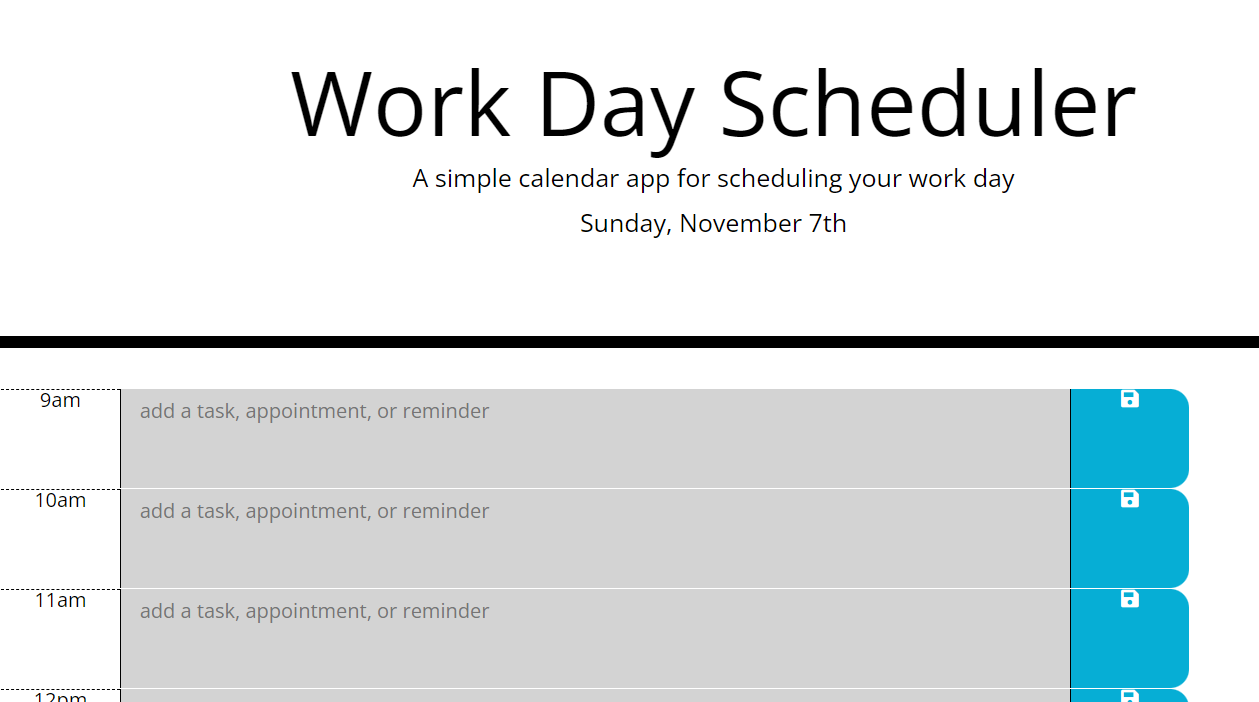 Work Day Scheduler
A simple calendar app for scheduling your work day
Sunday, November 7th
9am
add a task, appointment, or reminder
10am
add a task, appointment, or reminder
11am
add a task, appointment, or reminder
12pm